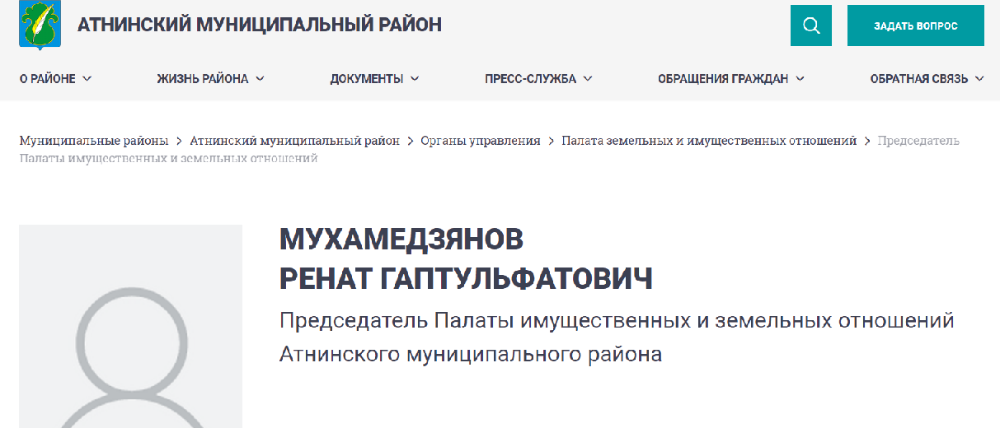 АТНИНСКИЙ МУНИЦИПАЛЬНЫЙ РАЙОН
ЗАДАТЬ ВОПРОС
О РАЙОНЕ ЖИЗНЬ РАЙОНА ДОКУМЕНТЫ ПРЕСС-СЛУЖБА ОБРАЩЕНИЯ ГРАЖДАН ОБРАТНАЯ СВЯЗЬ
Муниципальные районы > Атнинский муниципальный район > Органы управления > Палата земельных и имущественных отношений > Председатель
Палаты имущественных и земельных отношений
МУХАМЕДЗЯНОВ
РЕНАТ ГАПТУЛЬФАТОВИЧ
Председатель Палаты имущественных и земельных отношений
Атнинского муниципального района